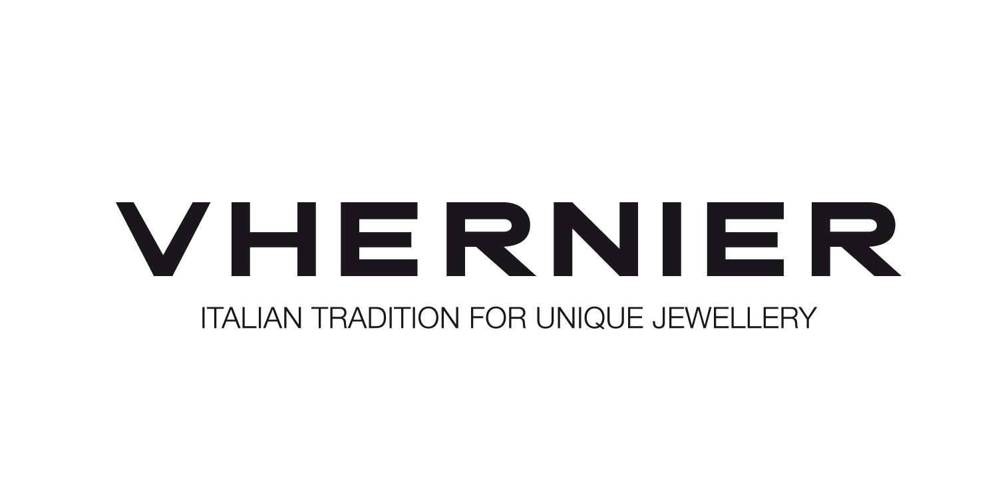 VHERNIER
ITALIAN TRADITION FOR UNIQUE JEWELLERY